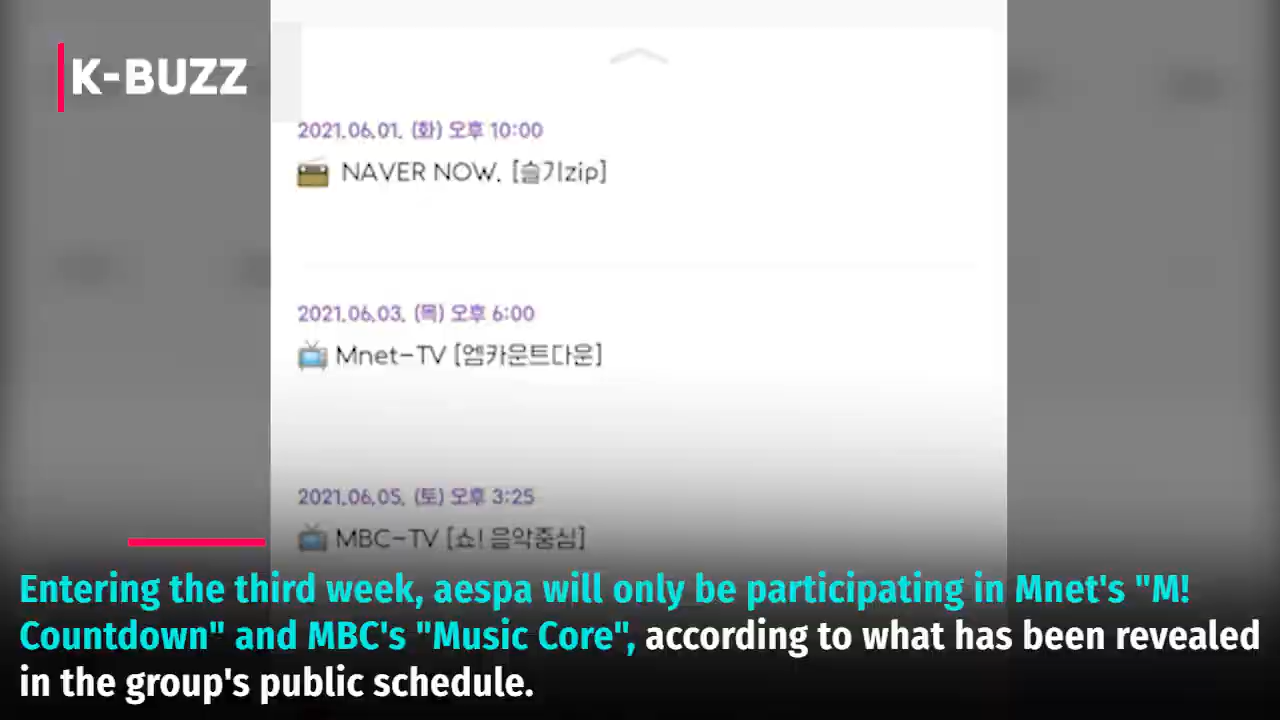 K-BUZZ
2021.06.01. (화) 오후 10:00
NAVER NOW. [슬기zip]
2021.06.03. (목) 오후 6:00
Mnet-TV [엠카운트다운]
2021.06.05. (토) 오후 3:25
MBC-TV [쇼! 음악중심]
Entering the third week, aespa will only be participating in Mnet's "M!
Countdown" and MBC's "Music Core", according to what has been revealed
in the group's public schedule.